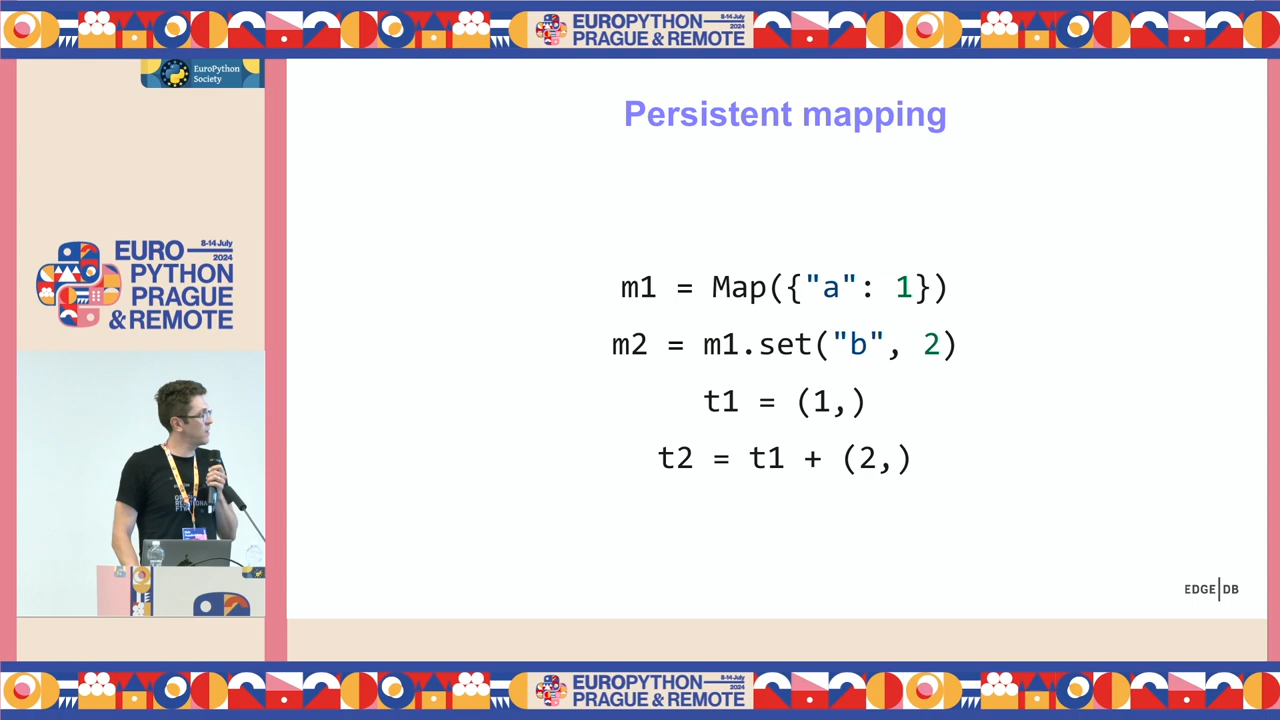 8-14 July
2024
EUROPYTHON
PRAGUE & REMOTE
EuroPython
Society
Persistent mapping
8-14 July
2024
EURO
PYTHON
PRAGUE
& REMOTE
m1 = Map({"a": 1})
m2 = m1.set("b", 2)
t1 = (1,)
t2 = t1 + (2,)
EDGE|DB
8-14 July
2024
EUROPYTHON
PRAGUE & REMOTE